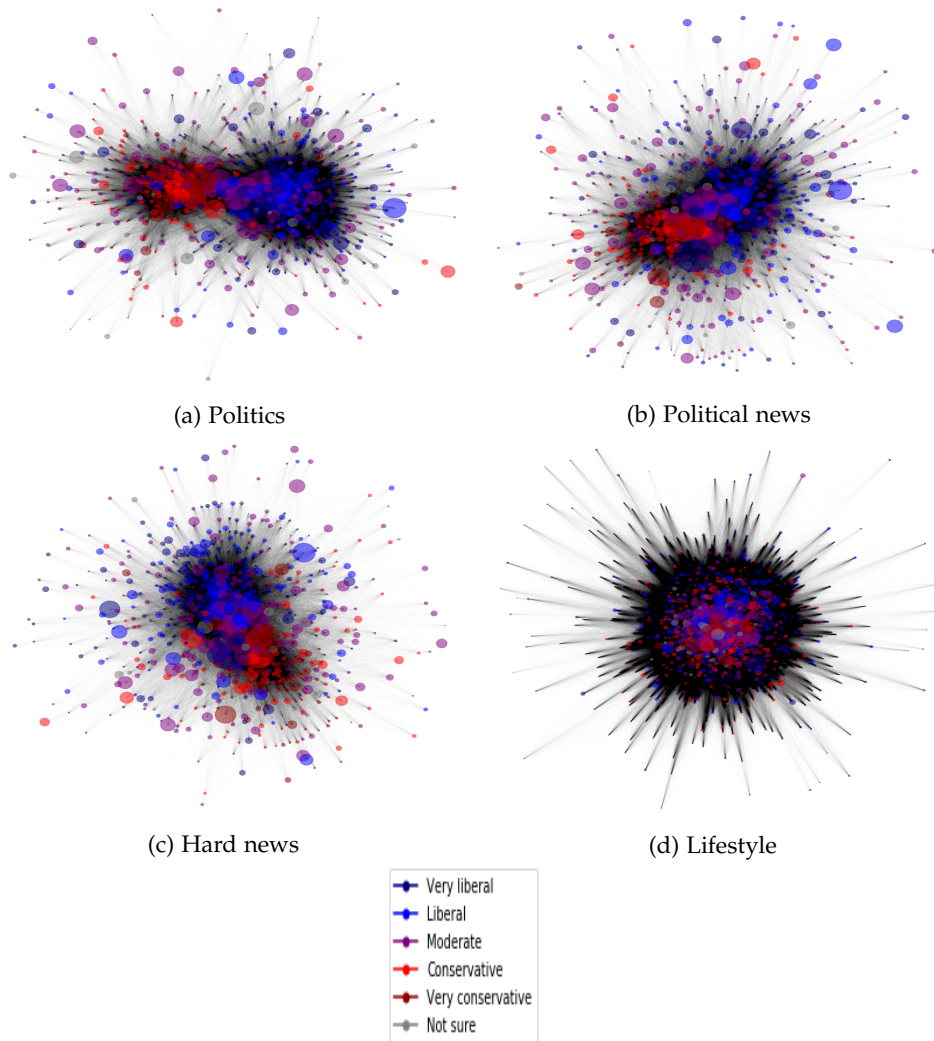 (a) Politics
(b) Political news
(c) Hard news
(d) Lifestyle
Very liberal
Liberal
Moderate
Conservative
Very conservative
Not sure